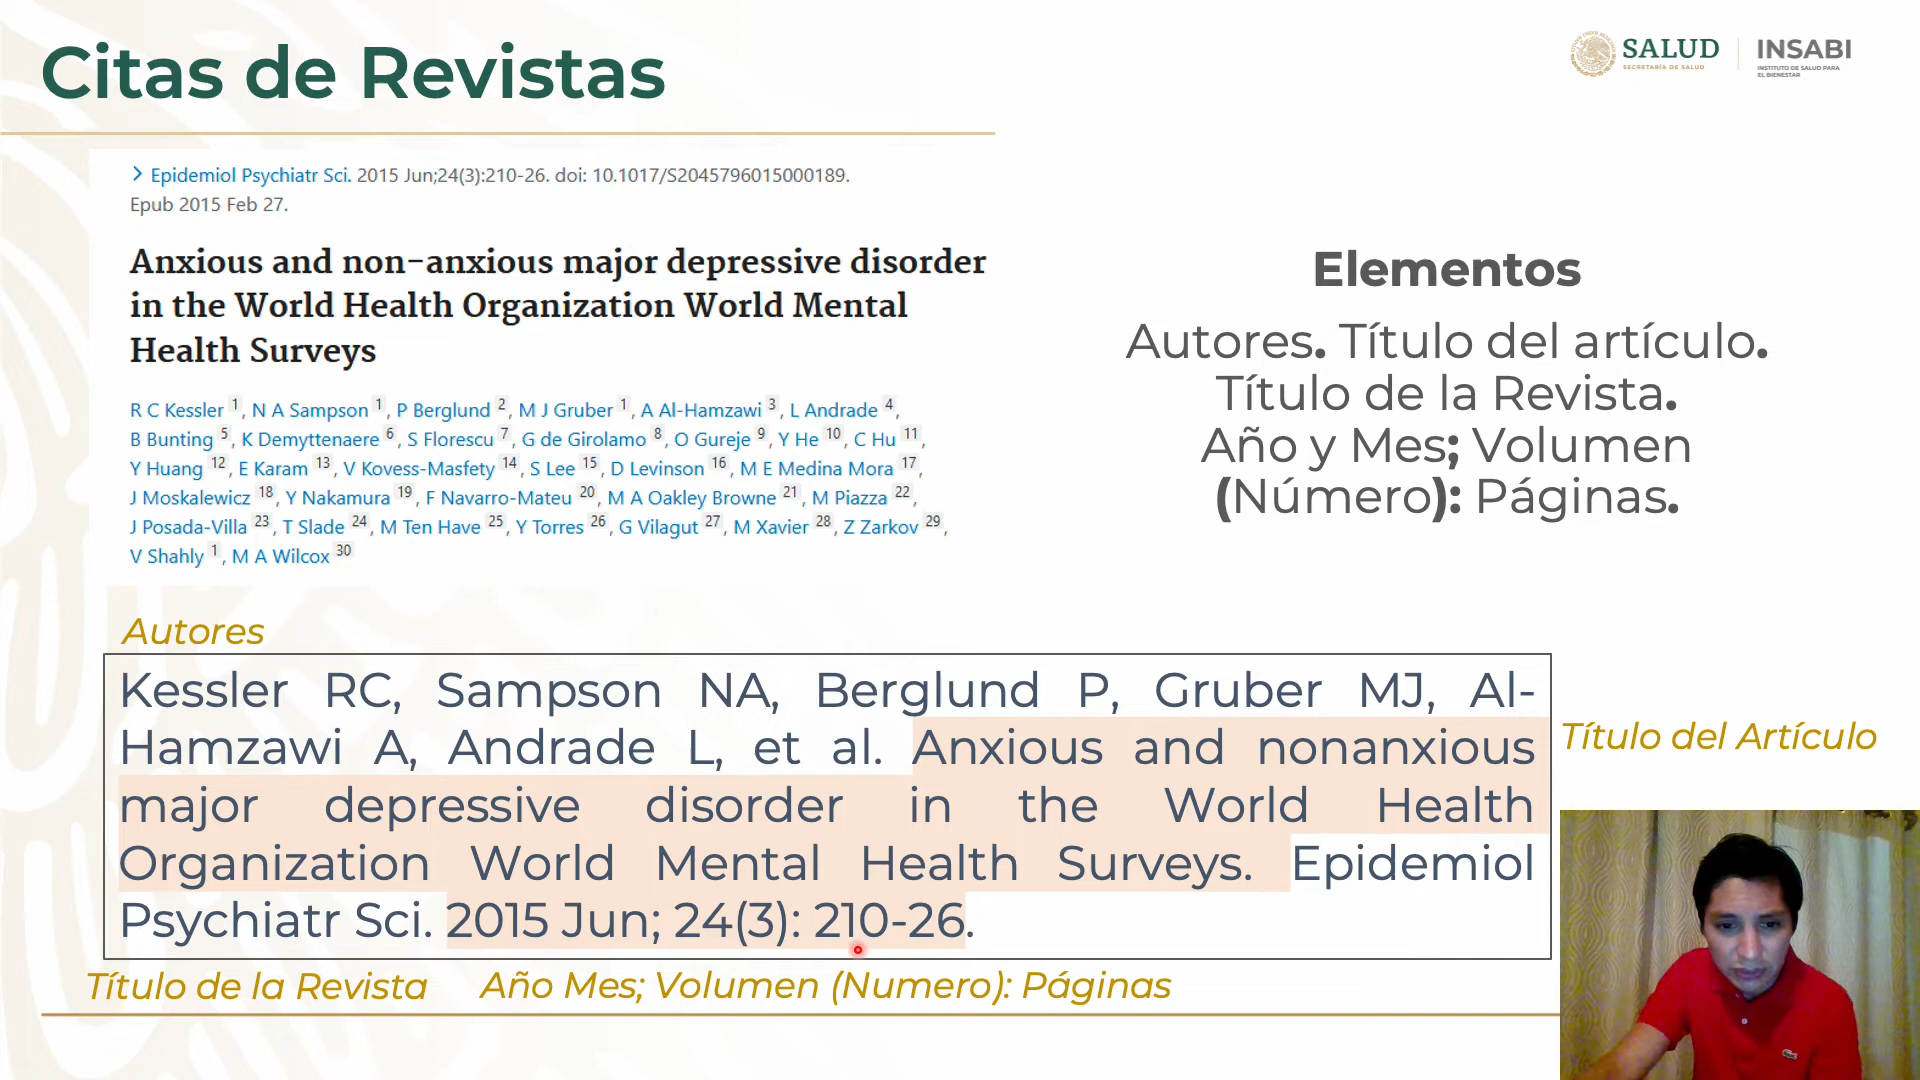 Citas de Revistas
SALUD
SECRETARÍA DE SALUD
INSABI
INSTITUTO DE SALUD PARA
EL BIENESTAR
Epidemiol Psychiatr Sci. 2015 Jun;24(3):210-26. doi: 10.1017/S2045796015000189.
Epub 2015 Feb 27.
Anxious and non-anxious major depressive disorder
in the World Health Organization World Mental
Health Surveys
R C Kessler 1, N A Sampson 1, P Berglund 2, M J Gruber 1, A Al-Hamzawi 3, L Andrade 4,
B Bunting 5, K Demyttenaere 6, S Florescu 7, G de Girolamo 8, O Gureje 9, Y He 10, C Hu 11,
Y Huang 12, E Karam 13, V Kovess-Masfety 14, S Lee 15, D Levinson 16, M E Medina Mora 17,
J Moskalewicz 18, Y Nakamura 19, F Navarro-Mateu 20, M A Oakley Browne 21, M Piazza 22,
J Posada-Villa 23, T Slade 24, M Ten Have 25, Y Torres 26, G Vilagut 27, M Xavier 28, Z Zarkov 29,
V Shahly 1, M A Wilcox 30
Elementos
Autores. Título del artículo.
Título de la Revista.
Año y Mes; Volumen
(Número): Páginas.
Autores
Kessler RC, Sampson NA, Berglund P, Gruber MJ, Al-
Hamzawi A, Andrade L, et al. Anxious and nonanxious
major depressive disorder in the World Health
Organization World Mental Health Surveys. Epidemiol
Psychiatr Sci. 2015 Jun; 24(3): 210-26.
Título del Artículo
Título de la Revista
Año Mes; Volumen (Numero): Páginas